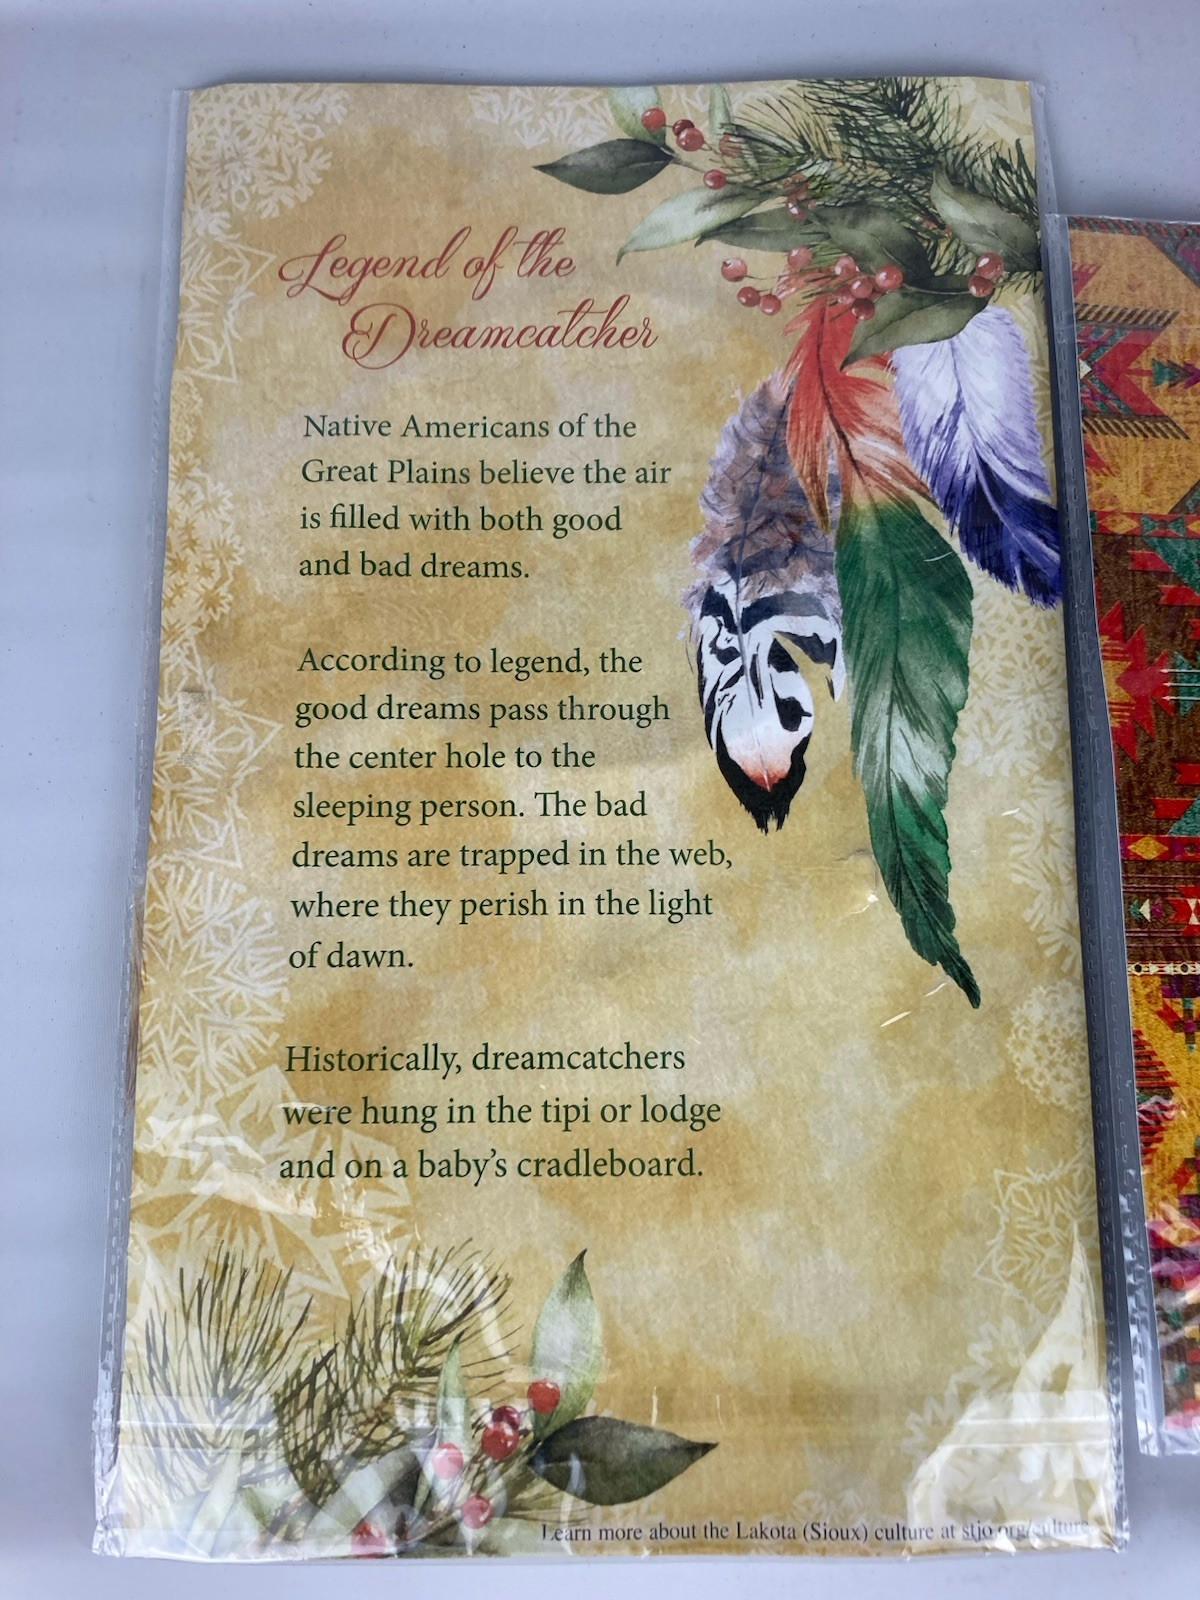 Legend of the
Dreamcatcher
Native Americans of the
Great Plains believe the air
is filled with both good
and bad dreams.
According to legend, the
good dreams pass through
the center hole to the
sleeping person. The bad
dreams are trapped in the web,
where they perish in the light
of dawn.
Historically, dreamcatchers
were hung in the tipi or lodge
and on a baby's cradleboard.
Learn more about the Lakota (Sioux) culture at stjo.org/culture.